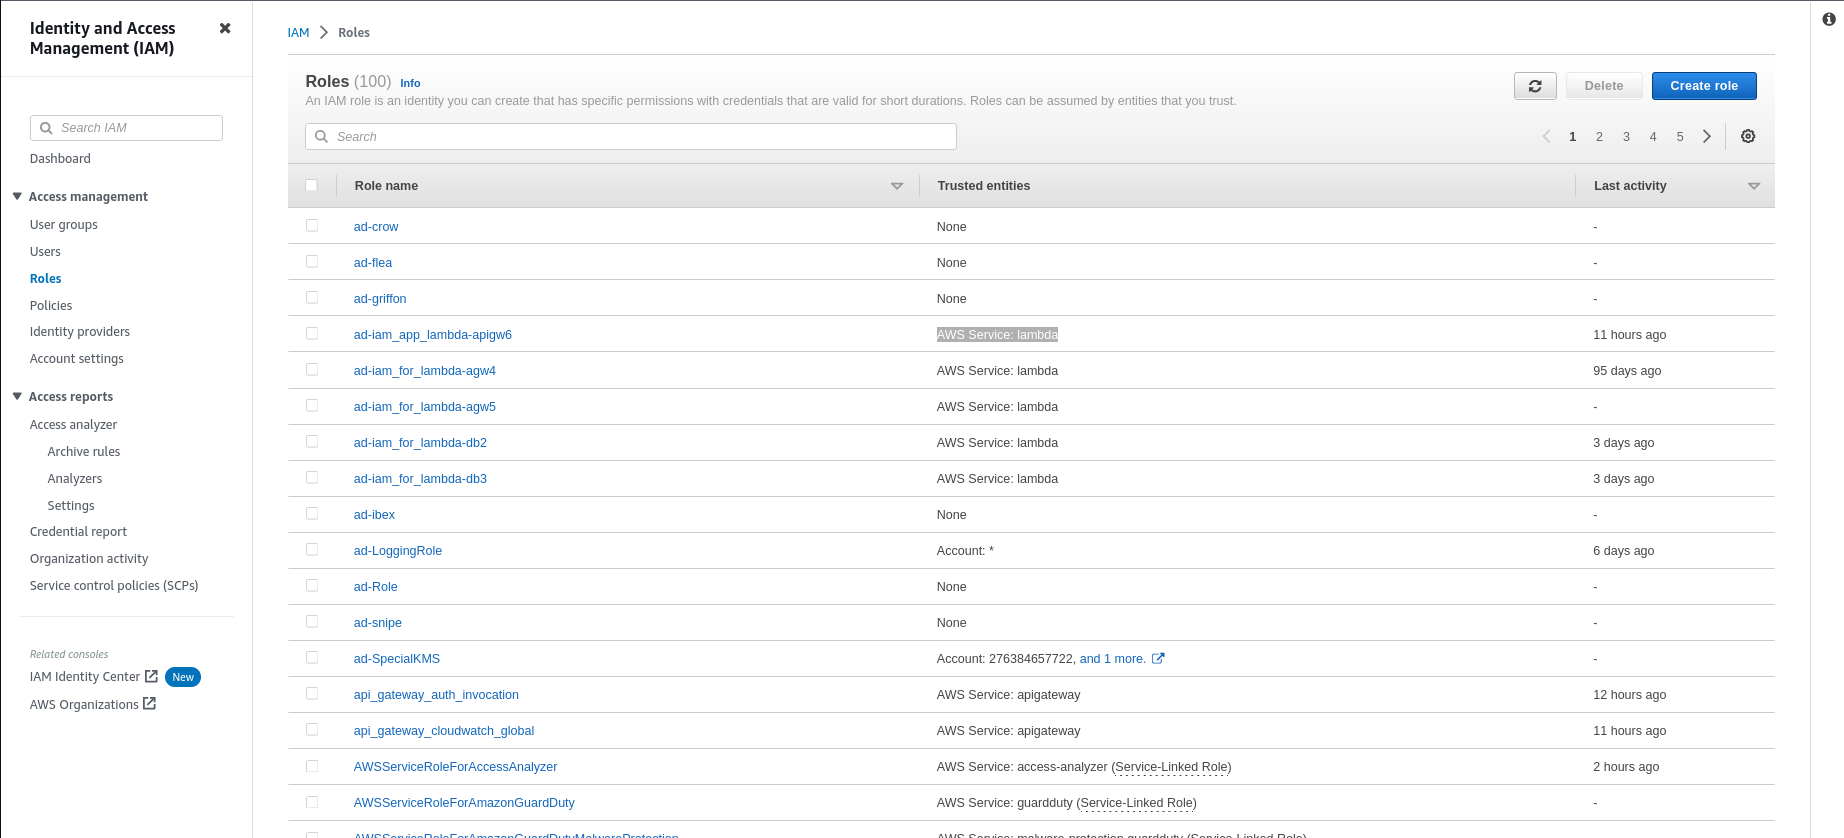 Identity and Access
Management (IAM)
Search IAM
Dashboard
Access management
User groups
Users
Roles
Policies
Identity providers
Account settings
Access reports
Access analyzer
Archive rules
Analyzers
Settings
Credential report
Organization activity
Service control policies (SCPs)
Related consoles
IAM Identity Center New
AWS Organizations
IAM Roles
Roles (100) Info
An IAM role is an identity you can create that has specific permissions with credentials that are valid for short durations. Roles can be assumed by entities that you trust.
Delete Create role
Search
1 2 3 4 5
Role name Trusted entities Last activity
ad-crow None -
ad-flea None -
ad-griffon None -
ad-iam_app_lambda-apigw6 AWS Service: lambda 11 hours ago
ad-iam_for_lambda-agw4 AWS Service: lambda 95 days ago
ad-iam_for_lambda-agw5 AWS Service: lambda -
ad-iam_for_lambda-db2 AWS Service: lambda 3 days ago
ad-iam_for_lambda-db3 AWS Service: lambda 3 days ago
ad-ibex None -
ad-LoggingRole Account: * 6 days ago
ad-Role None -
ad-snipe None -
ad-SpecialKMS Account: 276384657722, and 1 more. -
api_gateway_auth_invocation AWS Service: apigateway 12 hours ago
api_gateway_cloudwatch_global AWS Service: apigateway 11 hours ago
AWSServiceRoleForAccessAnalyzer AWS Service: access-analyzer (Service-Linked Role) 2 hours ago
AWSServiceRoleForAmazonGuardDuty AWS Service: guardduty (Service-Linked Role) -
AWSServiceRoleForAmazonGuardDutyMalwareProtection AWS Service: malware-protection.guardduty (Service-Linked Role)